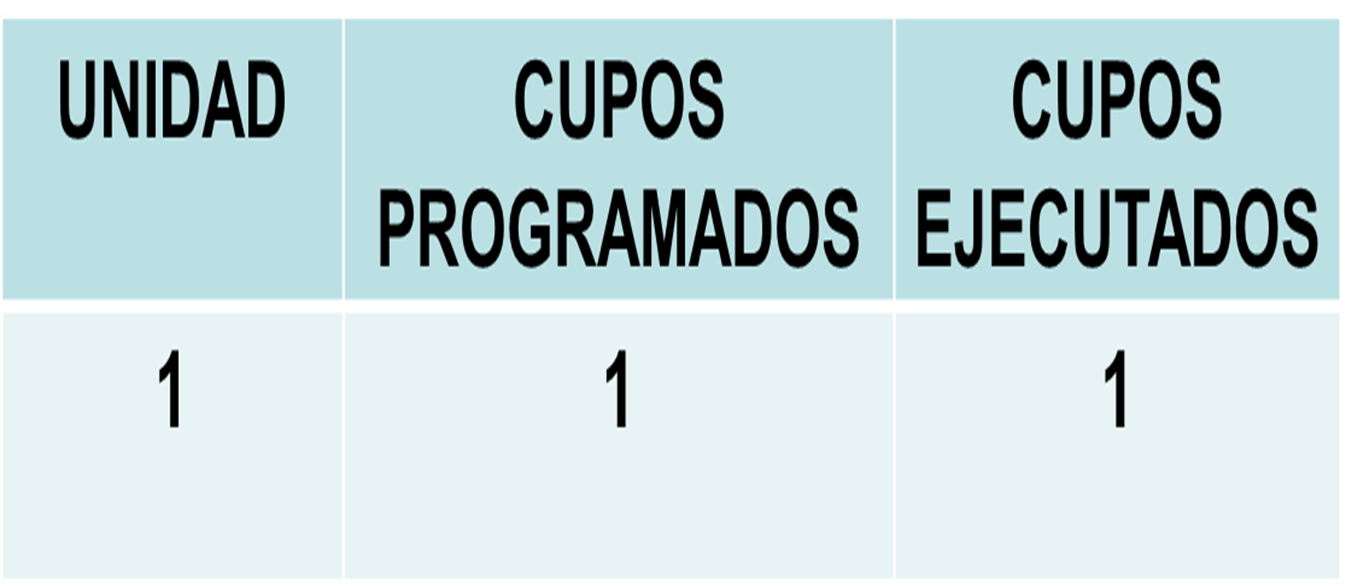 UNIDAD
CUPOS
PROGRAMADOS
CUPOS
EJECUTADOS
1
1
1